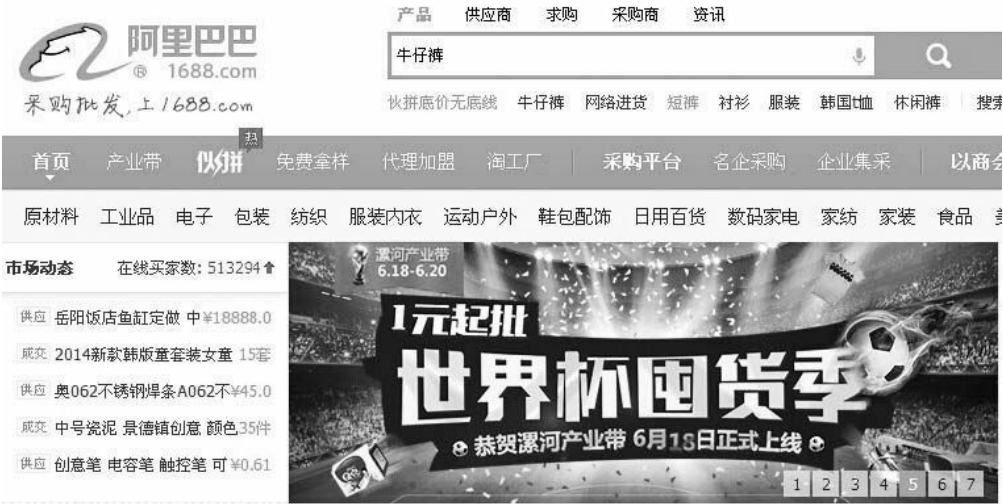 产品 供应商 求购 采购商 资讯
阿里巴巴
® 1688.com
采购批发,上1688.com
牛仔裤
伙拼底价无底线 牛仔裤 网络进货 短裤 衬衫 服装 韩国t恤 休闲裤 搜索
热
首页 产业带 伙拼 免费拿样 代理加盟 淘工厂 采购平台 名企采购 企业集采 以商会
原材料 工业品 电子 包装 纺织 服装内衣 运动户外 鞋包配饰 日用百货 数码家电 家纺 家装 食品
市场动态 在线买家数: 513294
供应 岳阳饭店鱼缸定做 中 ¥18888.0
成交 2014新款韩版童套装女童 15套
供应 奥062不锈钢焊条A062不 ¥45.0
成交 中号瓷泥 景德镇创意 颜色 35件
供应 创意笔 电容笔 触控笔 可 ¥0.61
漯河产业带
6.18-6.20
1元起批
世界杯囤货季
恭贺漯河产业带 6月18日正式上线
1 2 3 4 5 6 7